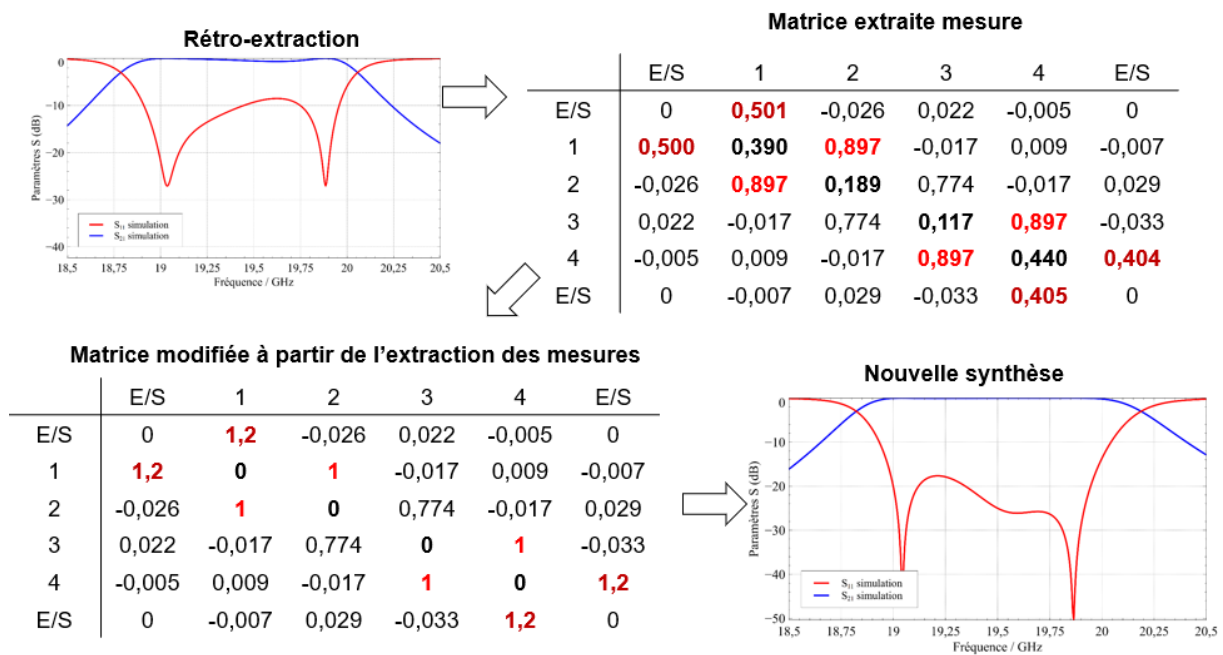 Rétro-extraction
0
−10
−20
−30
−40
Paramètres S (dB)
S11 simulation
S21 simulation
18,5 18,75 19 19,25 19,5 19,75 20 20,25 20,5
Fréquence / GHz
Matrice extraite mesure
E/S 1 2 3 4 E/S
E/S 0 0,501 -0,026 0,022 -0,005 0
1 0,500 0,390 0,897 -0,017 0,009 -0,007
2 -0,026 0,897 0,189 0,774 -0,017 0,029
3 0,022 -0,017 0,774 0,117 0,897 -0,033
4 -0,005 0,009 -0,017 0,897 0,440 0,404
E/S 0 -0,007 0,029 -0,033 0,405 0
Matrice modifiée à partir de l’extraction des mesures
E/S 1 2 3 4 E/S
E/S 0 1,2 -0,026 0,022 -0,005 0
1 1,2 0 1 -0,017 0,009 -0,007
2 -0,026 1 0 0,774 -0,017 0,029
3 0,022 -0,017 0,774 0 1 -0,033
4 -0,005 0,009 -0,017 1 0 1,2
E/S 0 -0,007 0,029 -0,033 1,2 0
Nouvelle synthèse
0
−10
−20
−30
−40
−50
Paramètres S (dB)
S11 simulation
S21 simulation
18,5 18,75 19 19,25 19,5 19,75 20 20,25 20,5
Fréquence / GHz